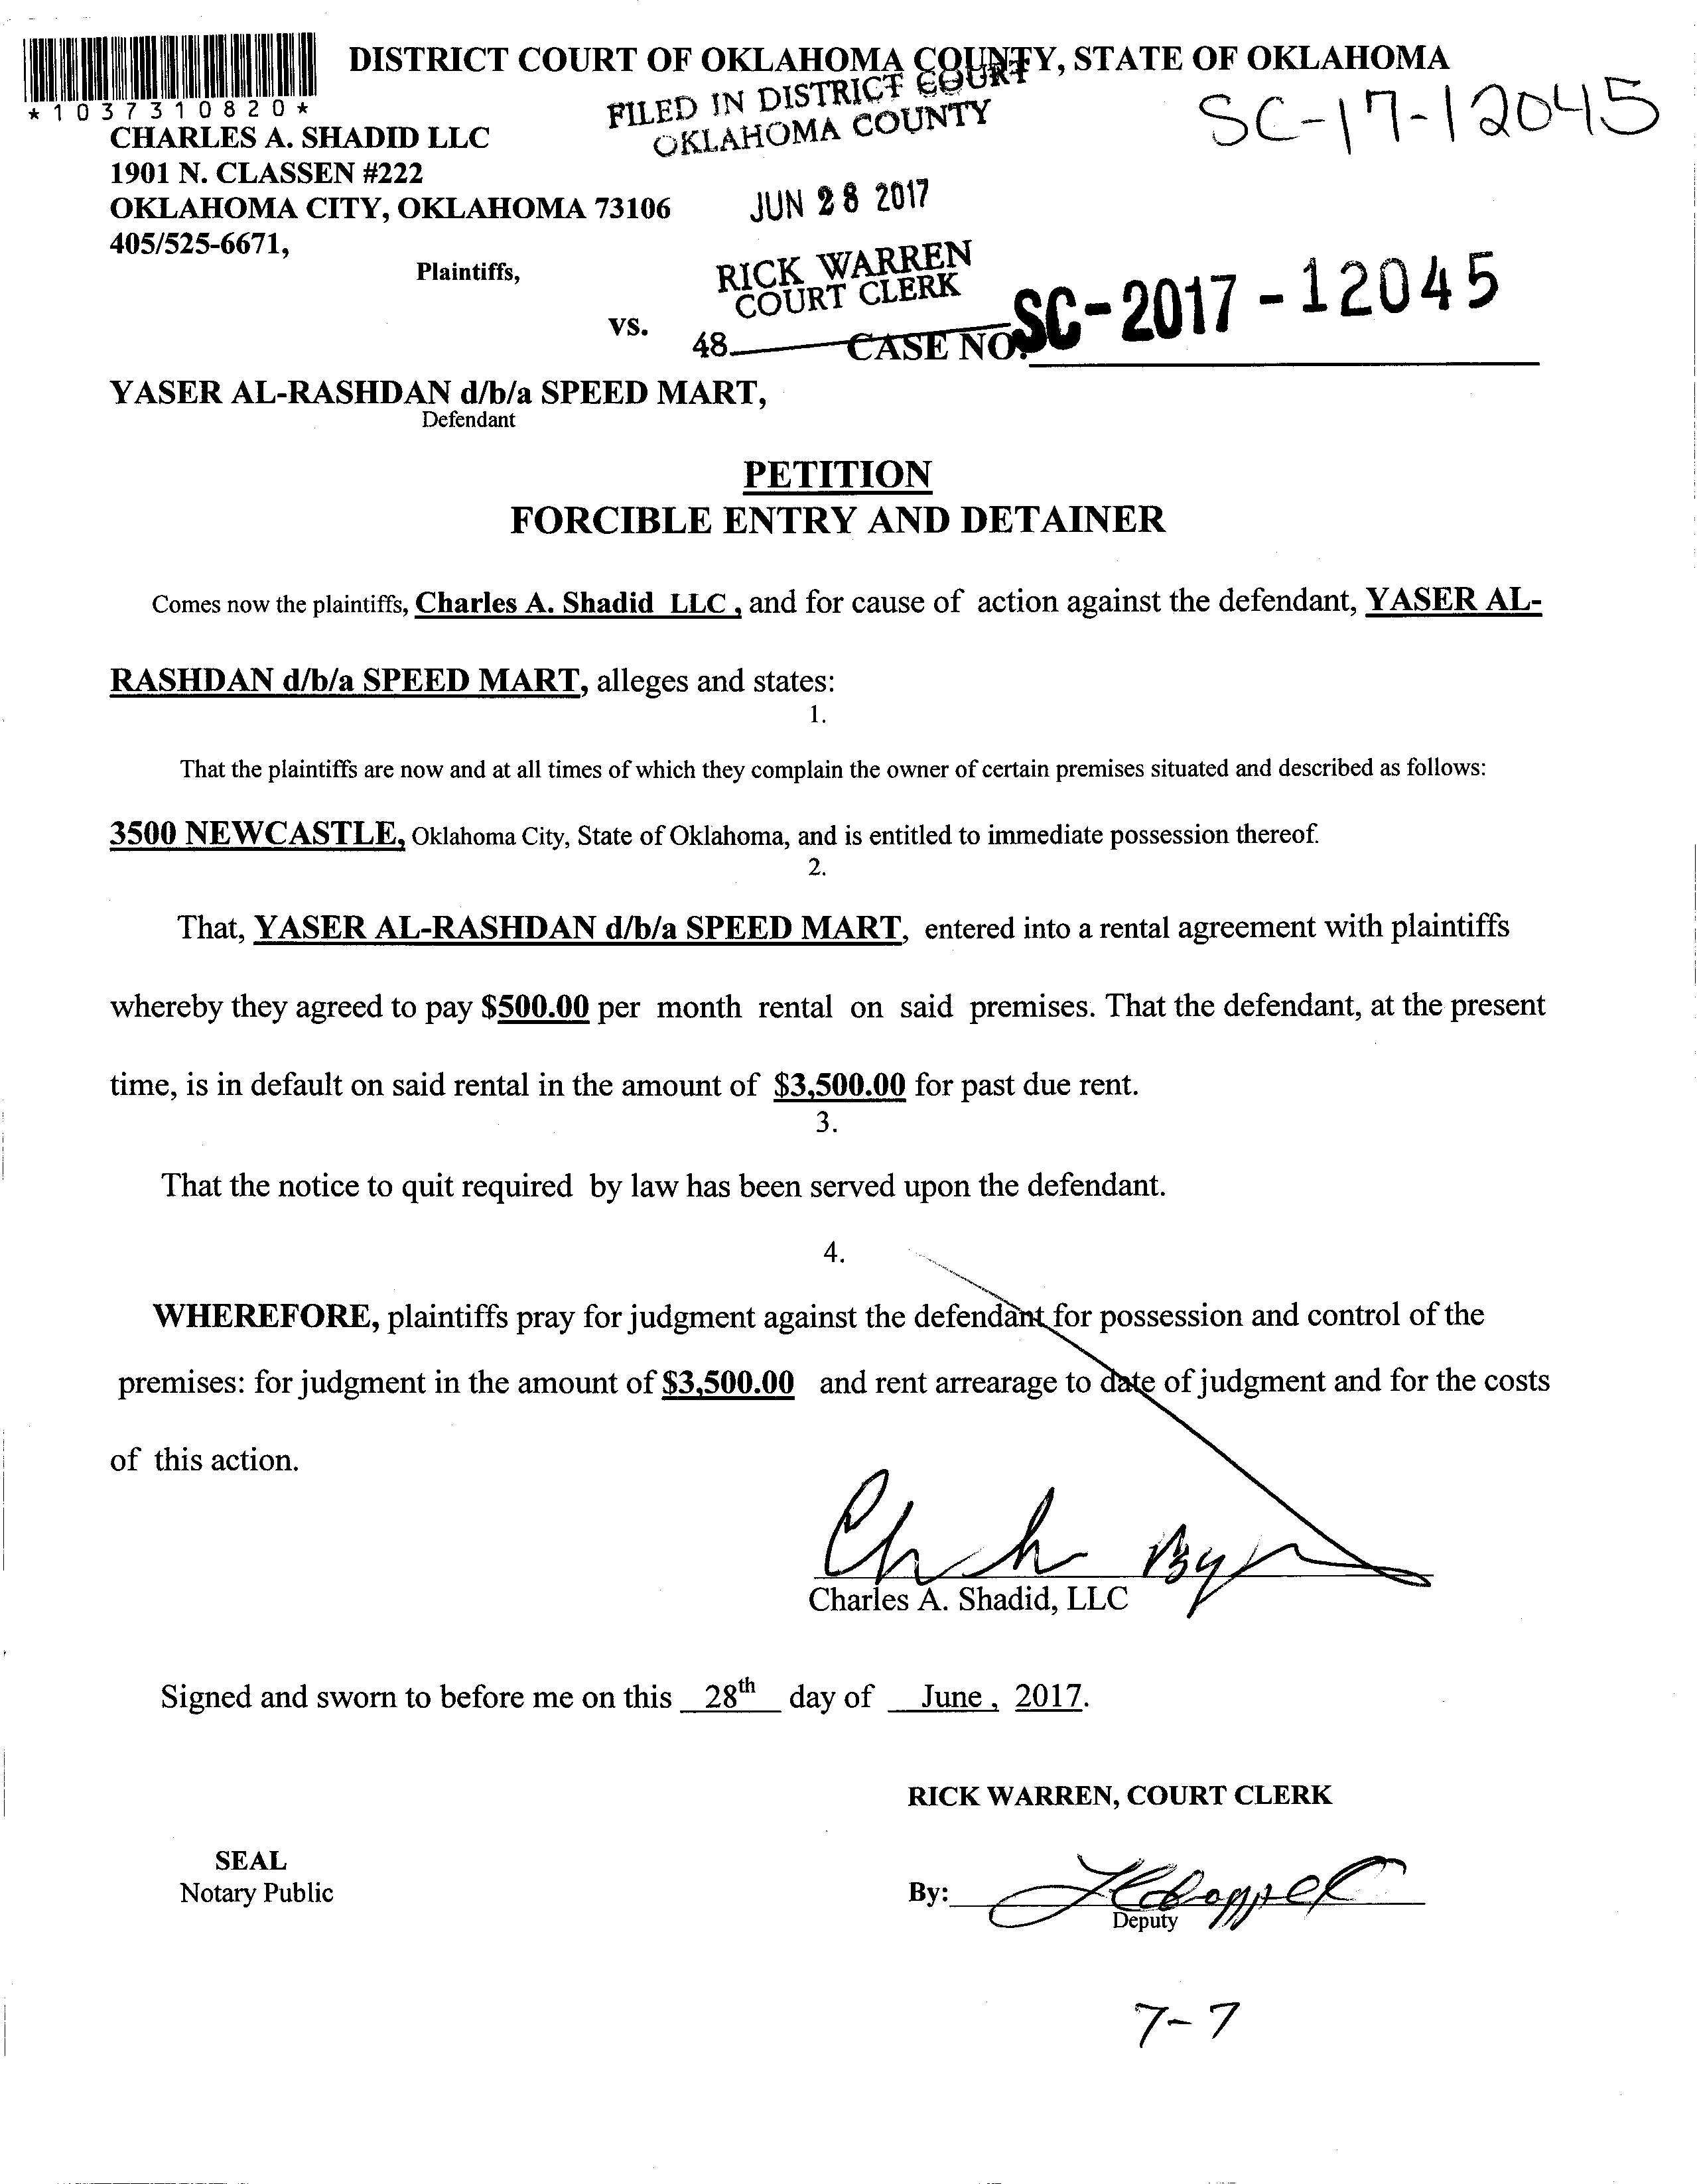 DISTRICT COURT OF OKLAHOMA COUNTY, STATE OF OKLAHOMA
*1037310820*
FILED IN DISTRICT COURT
OKLAHOMA COUNTY
SC-17-12045
CHARLES A. SHADID LLC
1901 N. CLASSEN #222
OKLAHOMA CITY, OKLAHOMA 73106
405/525-6671,
JUN 28 2017
Plaintiffs,
RICK WARREN
COURT CLERK
vs.
48
CASE NO. SC-2017-12045
YASER AL-RASHDAN d/b/a SPEED MART,
Defendant
PETITION
FORCIBLE ENTRY AND DETAINER
Comes now the plaintiffs, Charles A. Shadid LLC , and for cause of action against the defendant, YASER AL-
RASHDAN d/b/a SPEED MART, alleges and states:
1.
That the plaintiffs are now and at all times of which they complain the owner of certain premises situated and described as follows:
3500 NEWCASTLE, Oklahoma City, State of Oklahoma, and is entitled to immediate possession thereof.
2.
That, YASER AL-RASHDAN d/b/a SPEED MART, entered into a rental agreement with plaintiffs
whereby they agreed to pay $500.00 per month rental on said premises. That the defendant, at the present
time, is in default on said rental in the amount of $3,500.00 for past due rent.
3.
That the notice to quit required by law has been served upon the defendant.
4.
WHEREFORE, plaintiffs pray for judgment against the defendant for possession and control of the
premises: for judgment in the amount of $3,500.00 and rent arrearage to date of judgment and for the costs
of this action.
Charles A. Shadid, LLC
Signed and sworn to before me on this 28th day of June , 2017.
RICK WARREN, COURT CLERK
SEAL
Notary Public
By:
Deputy
7-7